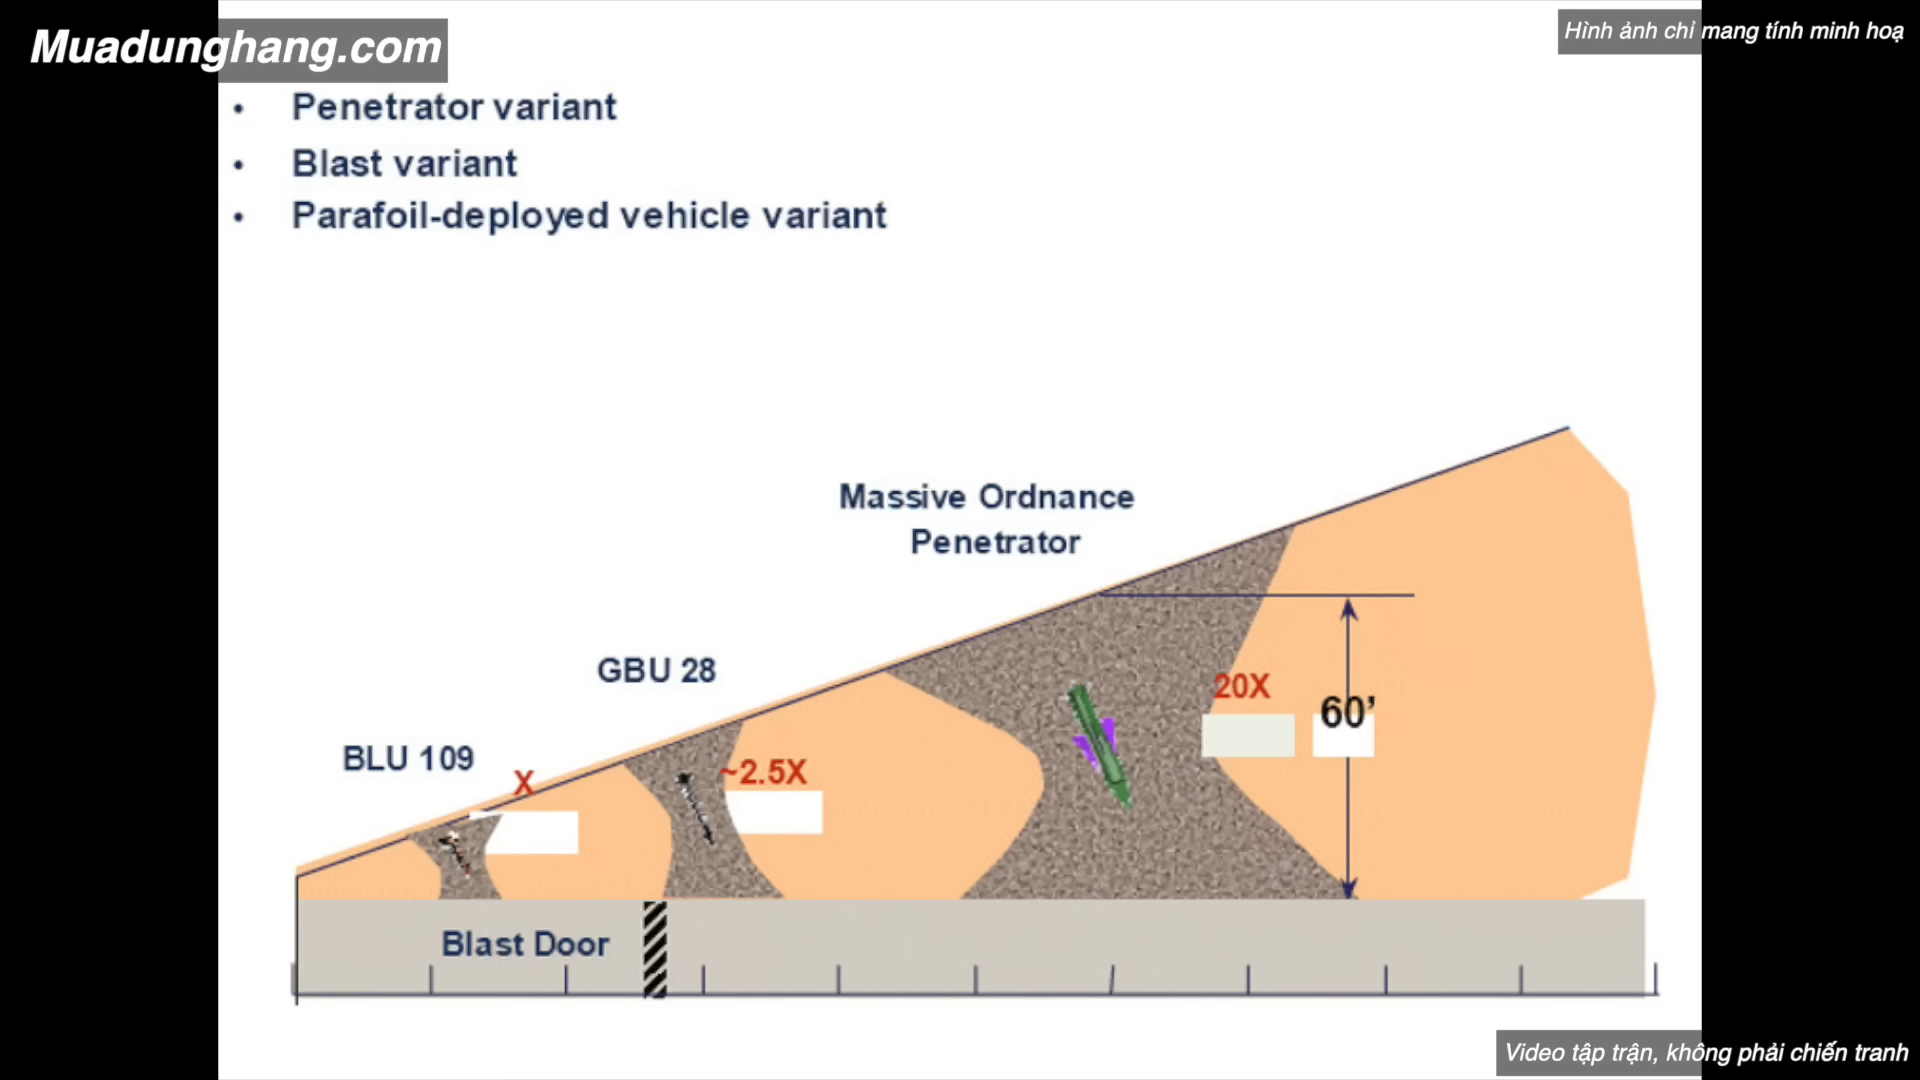 Muadunghang.com
Hình ảnh chỉ mang tính minh hoạ
• Penetrator variant
• Blast variant
• Parafoil-deployed vehicle variant
Massive Ordnance
Penetrator
GBU 28
BLU 109
X
~2.5X
20X
60’
Blast Door
Video tập trận, không phải chiến tranh